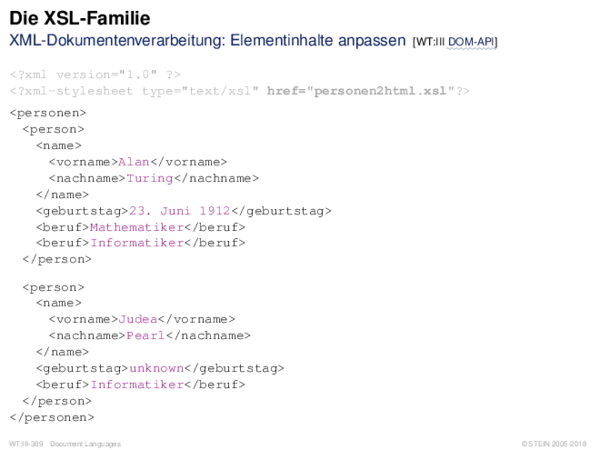 Die XSL-Familie
XML-Dokumentenverarbeitung: Elementinhalte anpassen [WT:III DOM-API]
<?xml version="1.0" ?>
<?xml-stylesheet type="text/xsl" href="personen2html.xsl"?>
<personen>
<person>
<name>
<vorname>Alan</vorname>
<nachname>Turing</nachname>
</name>
<geburtstag>23. Juni 1912</geburtstag>
<beruf>Mathematiker</beruf>
<beruf>Informatiker</beruf>
</person>
<person>
<name>
<vorname>Judea</vorname>
<nachname>Pearl</nachname>
</name>
<geburtstag>unknown</geburtstag>
<beruf>Informatiker</beruf>
</person>
</personen>
WT:III-389 Document Languages © STEIN 2005-2018